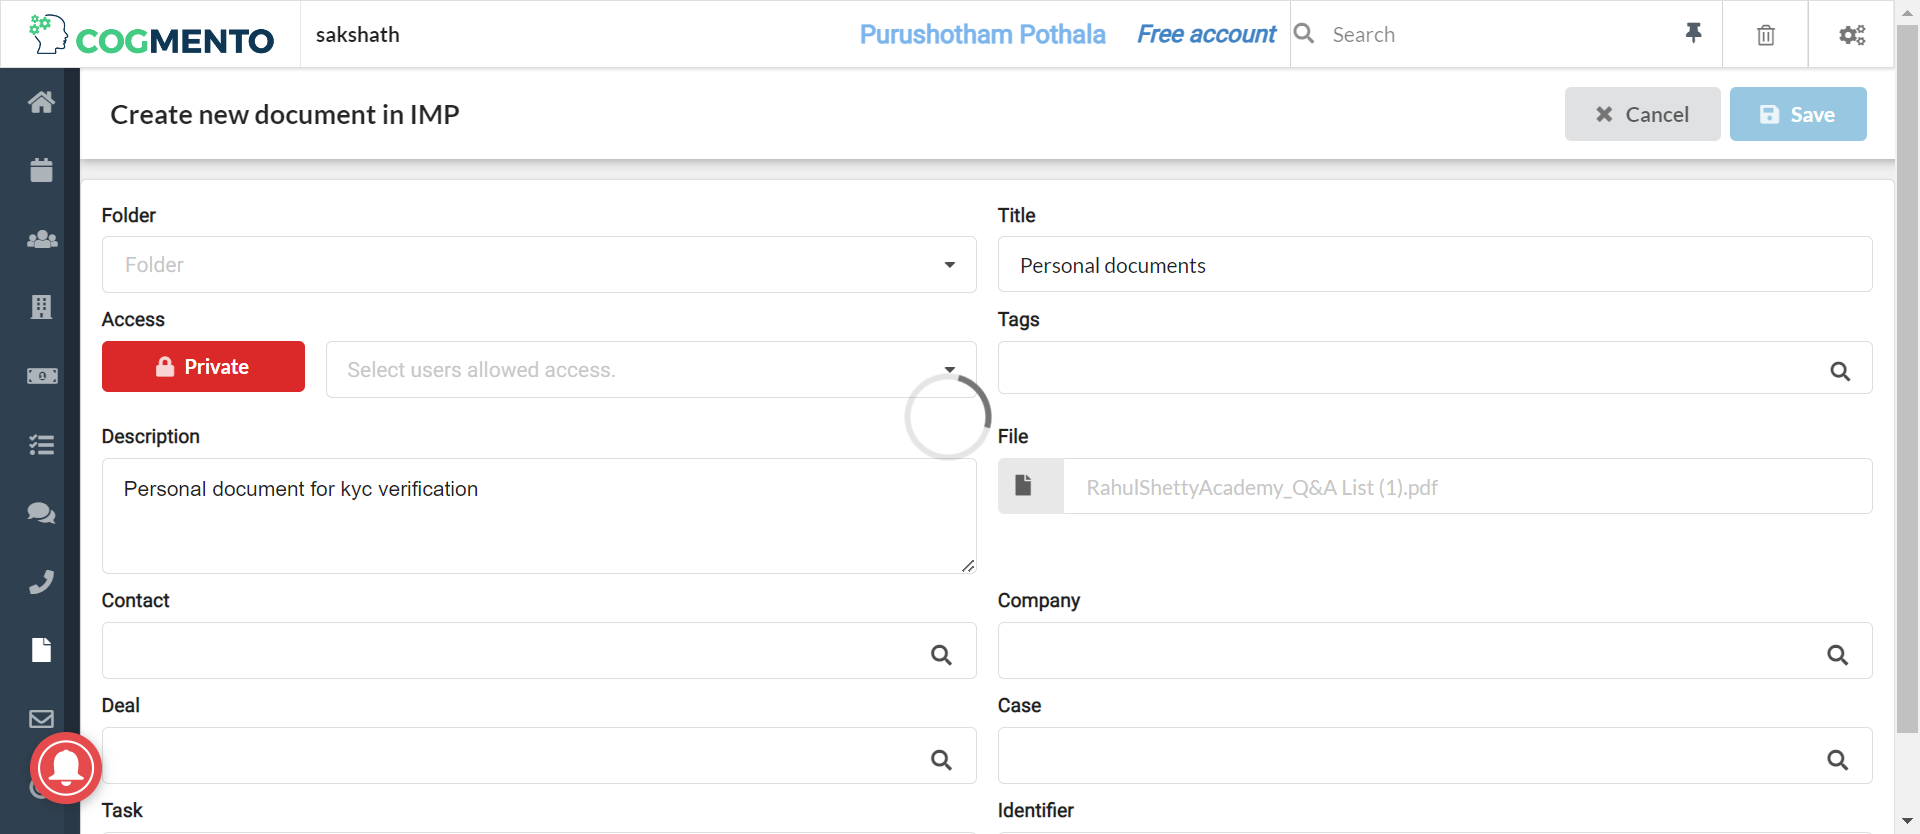 COGMENTO
sakshath
Purushotham Pothala
Free account
Search
Create new document in IMP
Cancel
Save
Folder
Title
Folder
Personal documents
Access
Tags
Private
Select users allowed access.
Description
File
Personal document for kyc verification
RahulShettyAcademy_Q&A List (1).pdf
Contact
Company
Deal
Case
Task
Identifier